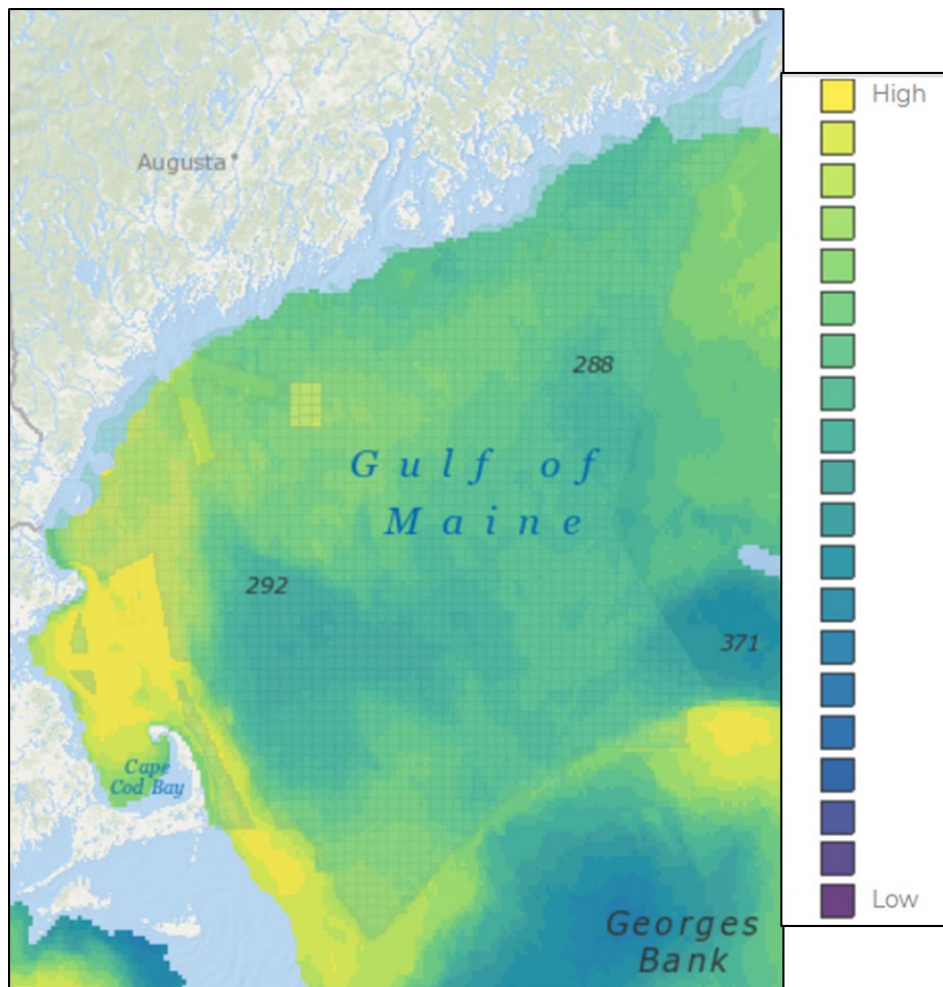 High
Augusta
288
Gulf of
Maine
292
371
Cape
Cod Bay
Low
Georges
Bank